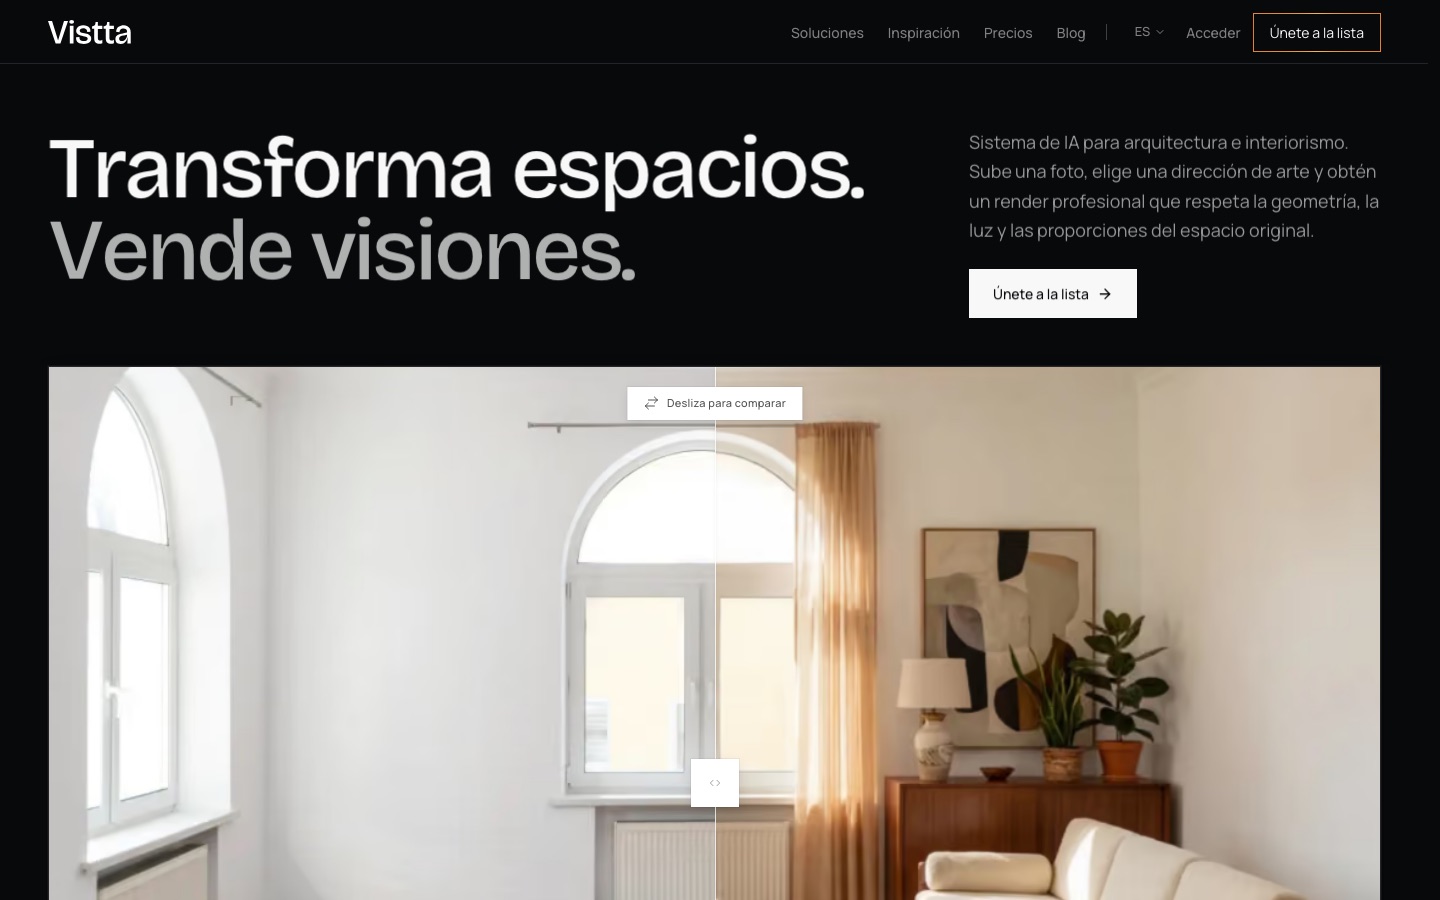 Vistta
Soluciones
Inspiración
Precios
Blog
ES
Acceder
Únete a la lista
Transforma espacios.
Vende visiones.
Sistema de IA para arquitectura e interiorismo.
Sube una foto, elige una dirección de arte y obtén
un render profesional que respeta la geometría, la
luz y las proporciones del espacio original.
Únete a la lista
Desliza para comparar